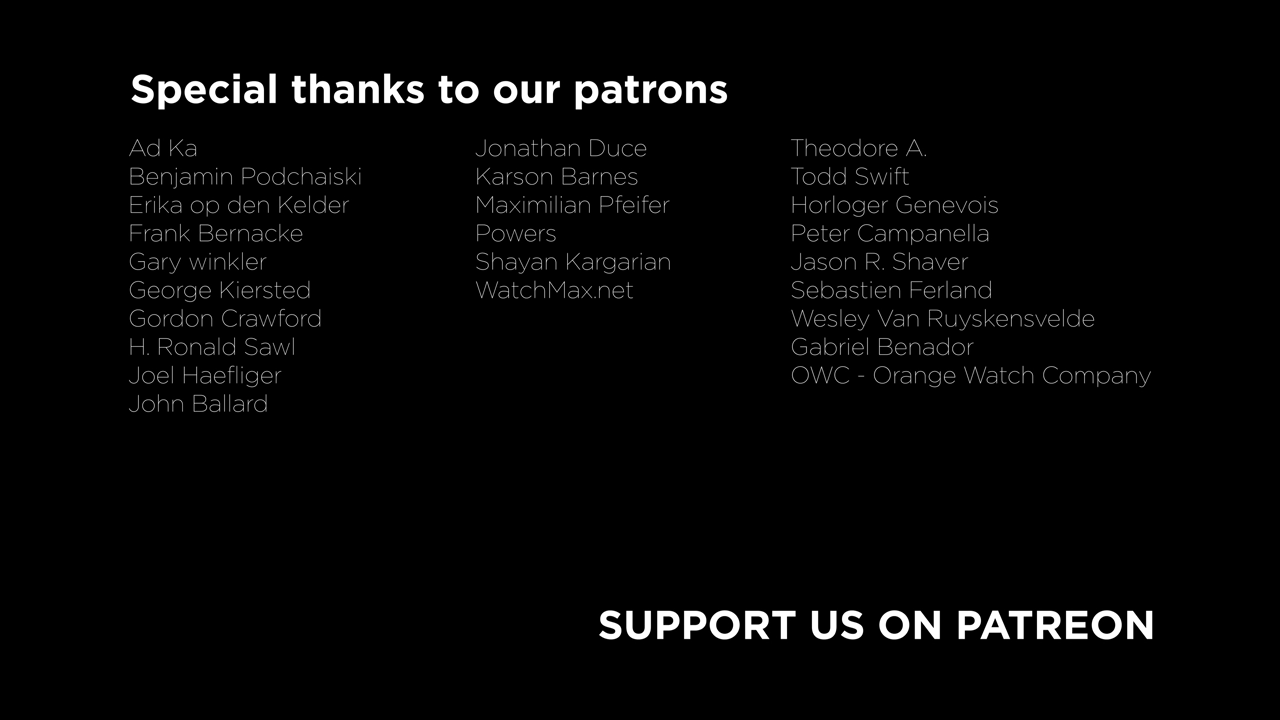 Special thanks to our patrons
Ad Ka
Benjamin Podchaiski
Erika op den Kelder
Frank Bernacke
Gary winkler
George Kiersted
Gordon Crawford
H. Ronald Sawl
Joel Haefliger
John Ballard
Jonathan Duce
Karson Barnes
Maximilian Pfeifer
Powers
Shayan Kargarian
WatchMax.net
Theodore A.
Todd Swift
Horloger Genevois
Peter Campanella
Jason R. Shaver
Sebastien Ferland
Wesley Van Ruyskensvelde
Gabriel Benador
OWC - Orange Watch Company
SUPPORT US ON PATREON